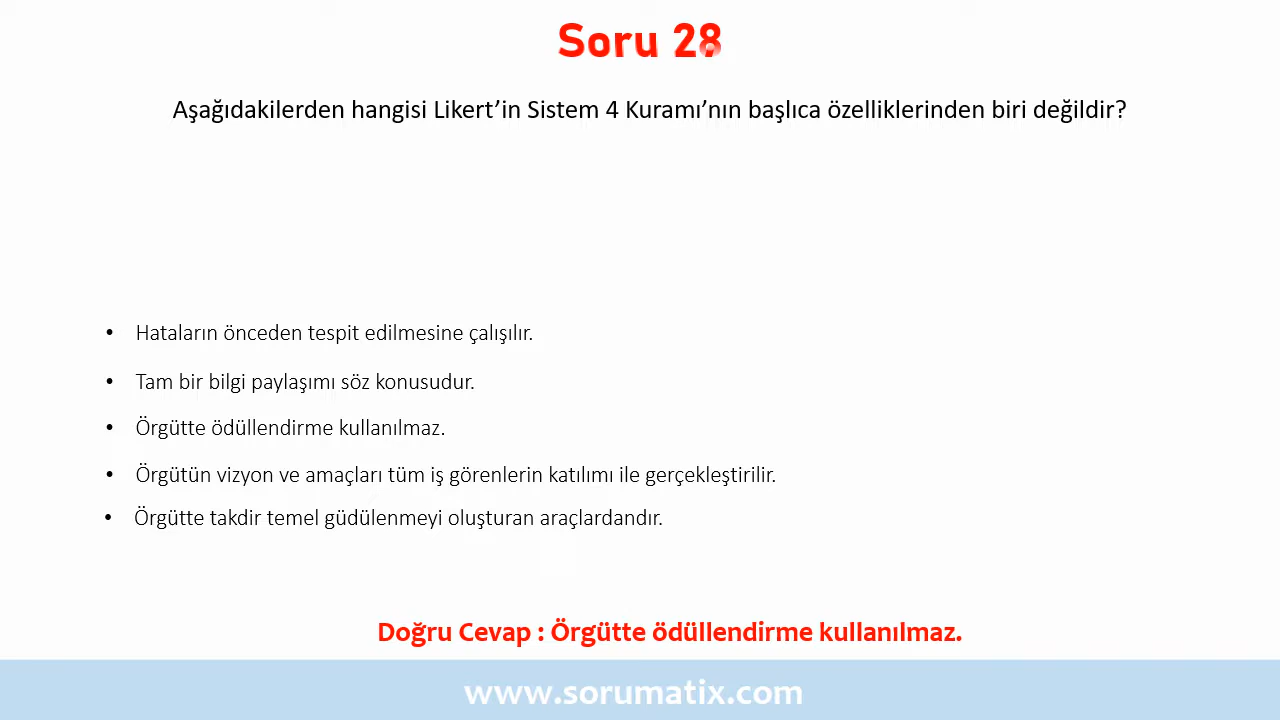 Soru 28
Aşağıdakilerden hangisi Likert’in Sistem 4 Kuramı’nın başlıca özelliklerinden biri değildir?
• Hataların önceden tespit edilmesine çalışılır.
• Tam bir bilgi paylaşımı söz konusudur.
• Örgütte ödüllendirme kullanılmaz.
• Örgütün vizyon ve amaçları tüm iş görenlerin katılımı ile gerçekleştirilir.
• Örgütte takdir temel güdülenmeyi oluşturan araçlardandır.
Doğru Cevap : Örgütte ödüllendirme kullanılmaz.
www.sorumatix.com